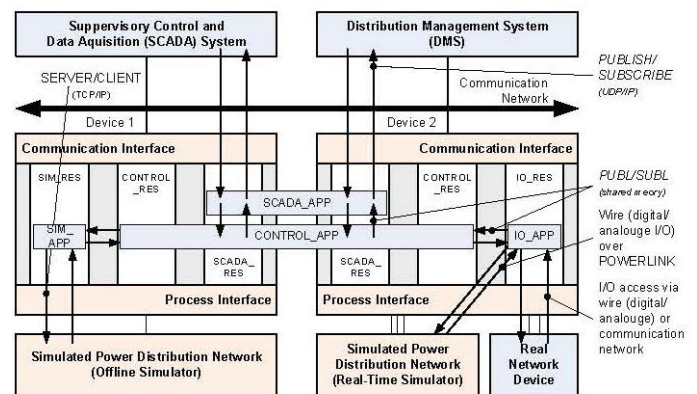 Suppervisory Control and
Data Aquisition (SCADA) System
Distribution Management System
(DMS)
SERVER/CLIENT
(TCP/IP)
PUBLISH/
SUBSCRIBE
(UDP/IP)
Communication
Network
Device 1
Device 2
Communication Interface
Communication Interface
SIM_RES
CONTROL
_RES
CONTROL
_RES
IO_RES
PUBL/SUBL
(shared memory)
SCADA_APP
SIM_
APP
CONTROL_APP
IO_APP
Wire (digital/
analouge I/O)
over
POWERLINK
SCADA_
RES
SCADA_
RES
Process Interface
Process Interface
I/O access via
wire (digital/
analouge) or
communication
network
Simulated Power Distribution Network
(Offline Simulator)
Simulated Power
Distribution Network
(Real-Time Simulator)
Real
Network
Device